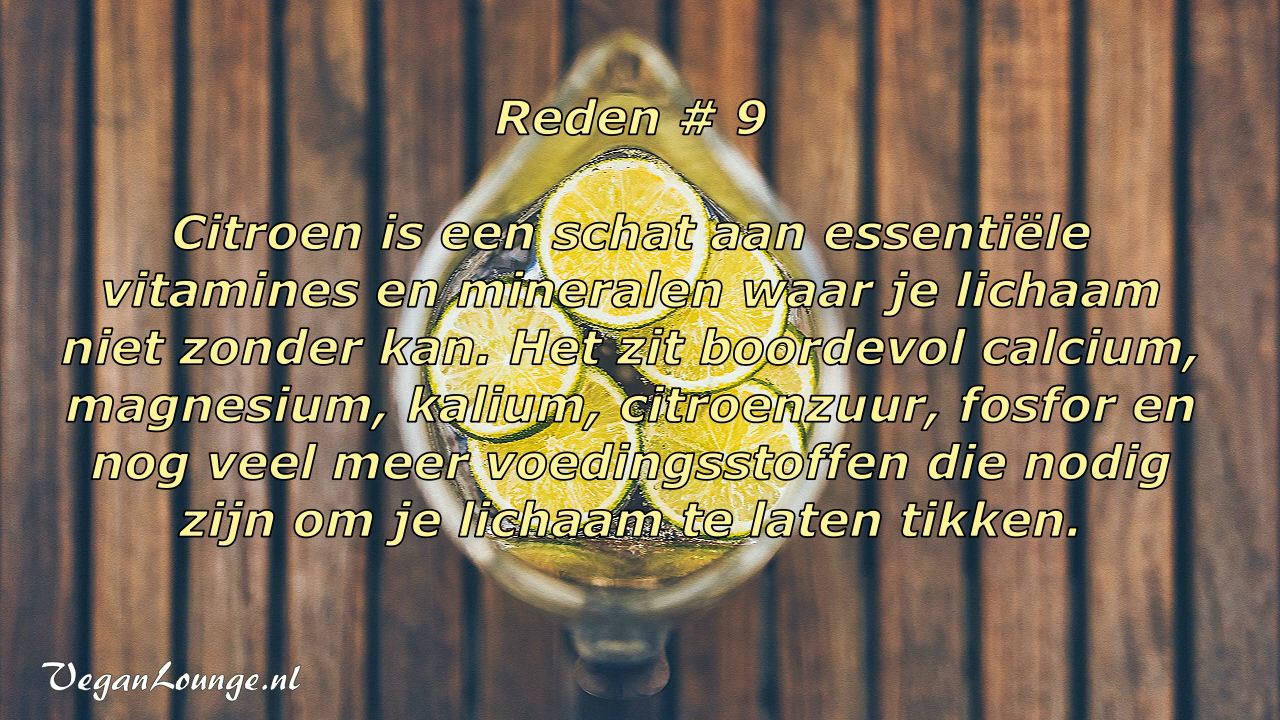 Reden # 9
Citroen is een schat aan essentiële
vitamines en mineralen waar je lichaam
niet zonder kan. Het zit boordevol calcium,
magnesium, kalium, citroenzuur, fosfor en
nog veel meer voedingsstoffen die nodig
zijn om je lichaam te laten tikken.
VeganLounge.nl